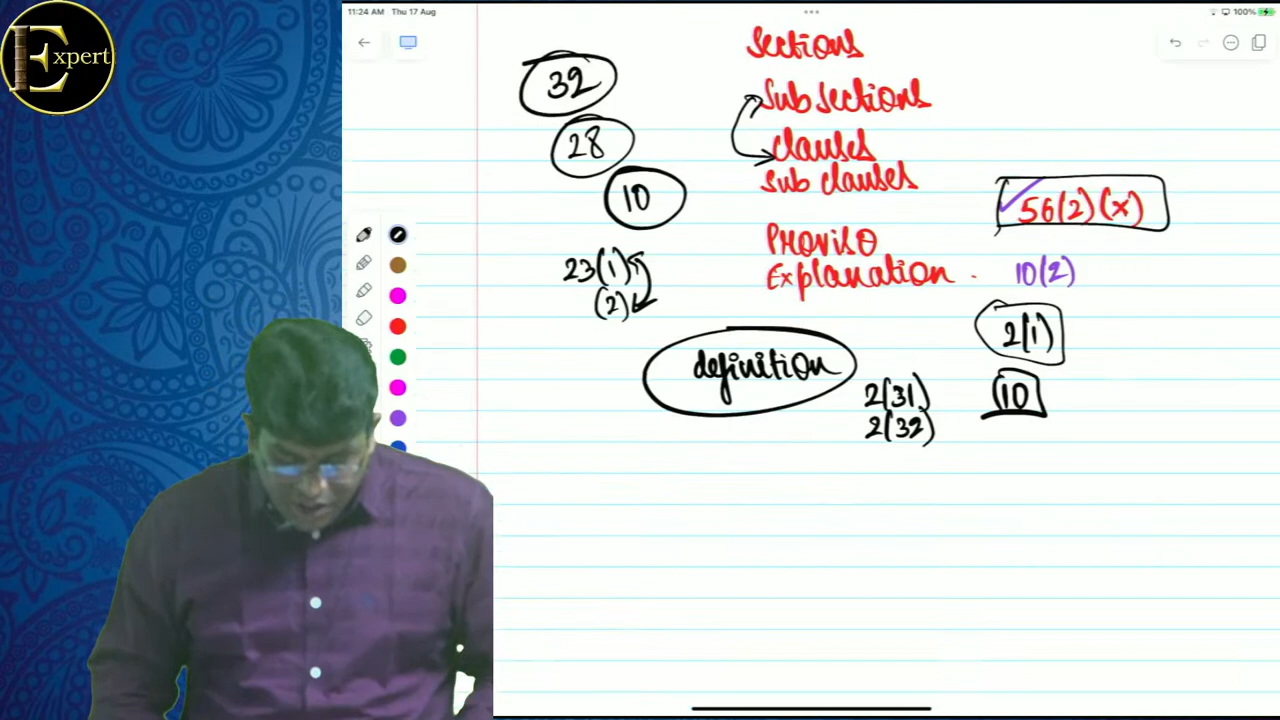 Expert
11:24 AM Thu 17 Aug
100%
Sections
32
Sub Sections
28
Clauses
Sub Clauses
10
56(2)(x)
Proviso
23(1)
Explanation
10(2)
(2)
2(1)
definition
2(31)
(10
2(32)